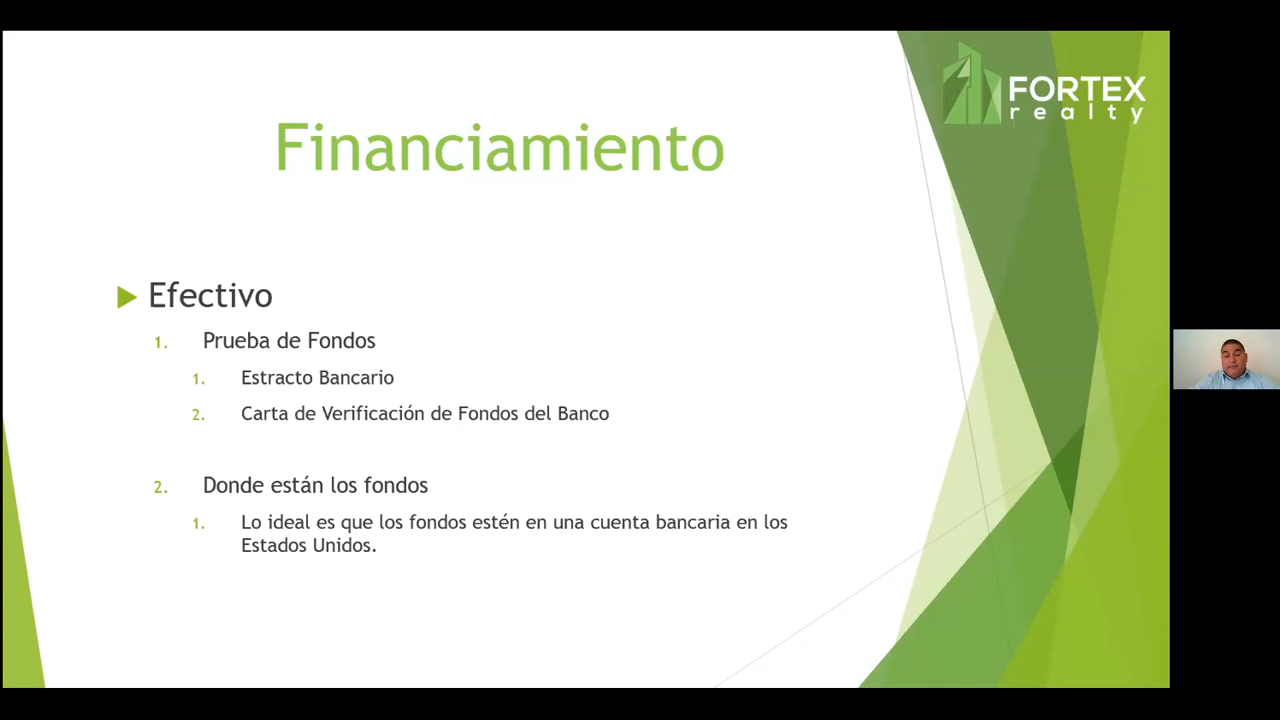 FORTEX
realty
Financiamiento
Efectivo
1. Prueba de Fondos
1. Estracto Bancario
2. Carta de Verificación de Fondos del Banco
2. Donde están los fondos
1. Lo ideal es que los fondos estén en una cuenta bancaria en los
Estados Unidos.